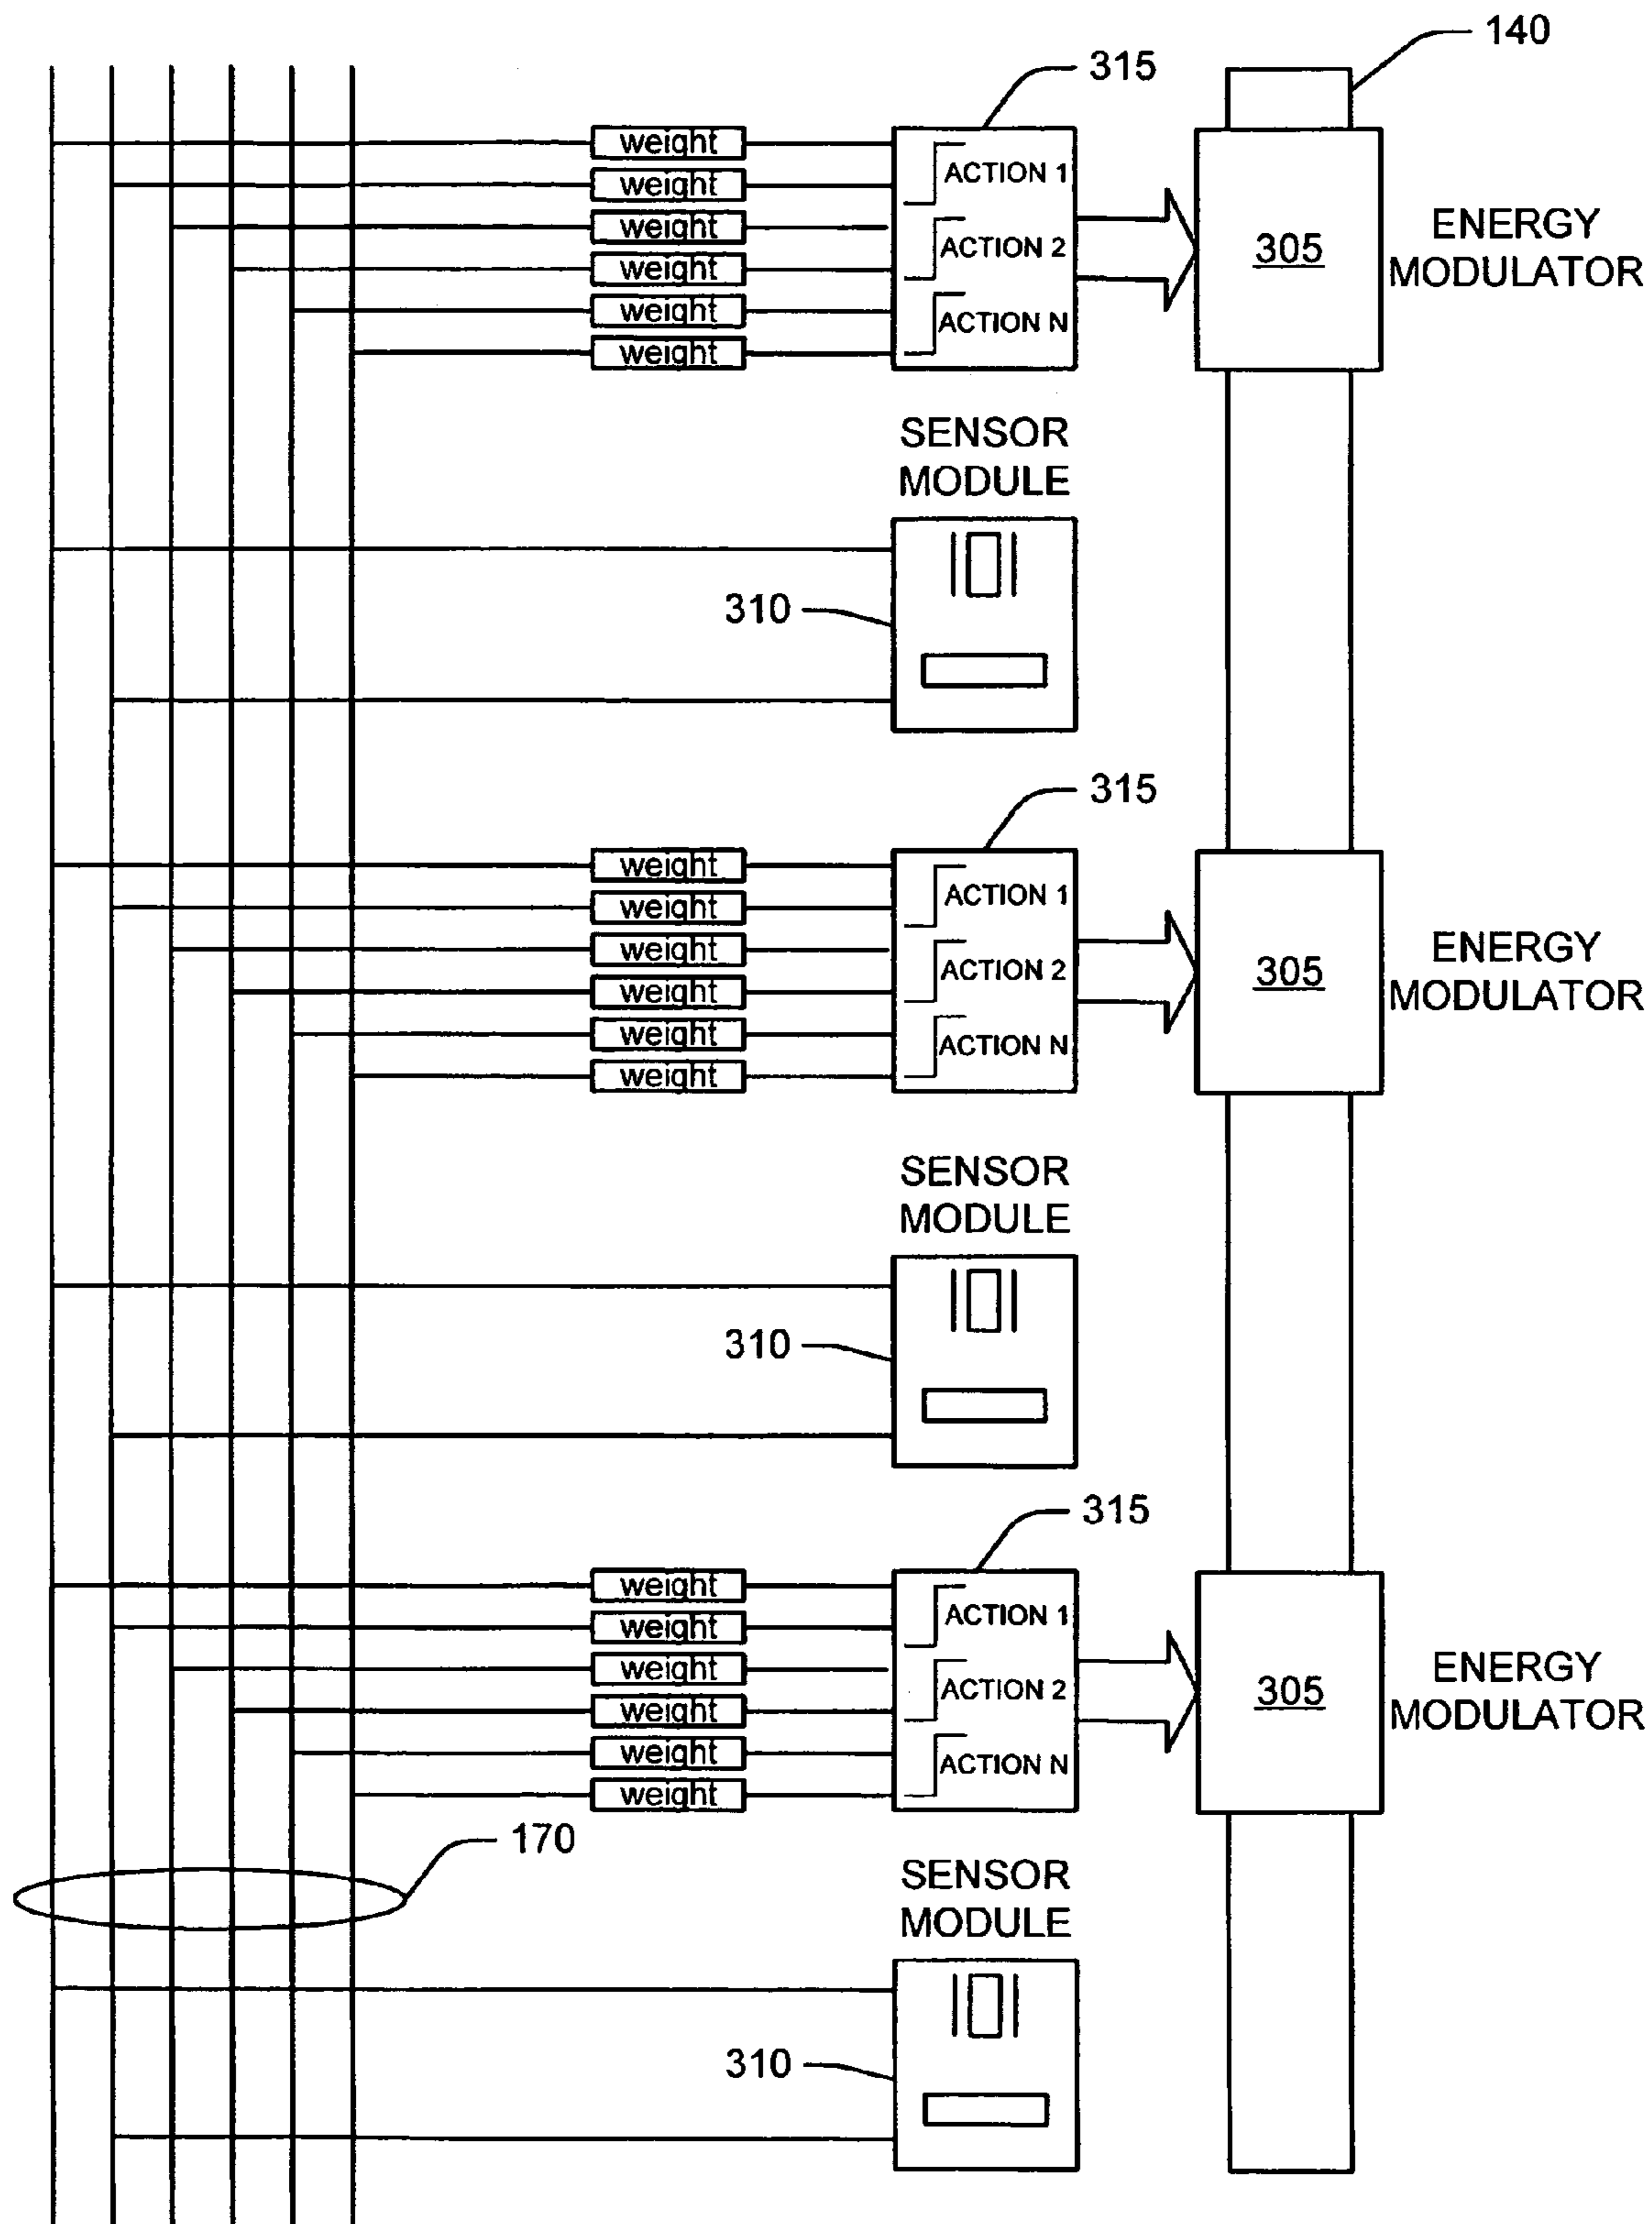 140
315
weight
weight
weight
weight
weight
weight
ACTION 1
ACTION 2
ACTION N
305
ENERGY
MODULATOR
SENSOR
MODULE
310
315
weight
weight
weight
weight
weight
weight
ACTION 1
ACTION 2
ACTION N
305
ENERGY
MODULATOR
SENSOR
MODULE
310
315
weight
weight
weight
weight
weight
weight
ACTION 1
ACTION 2
ACTION N
305
ENERGY
MODULATOR
170
SENSOR
MODULE
310